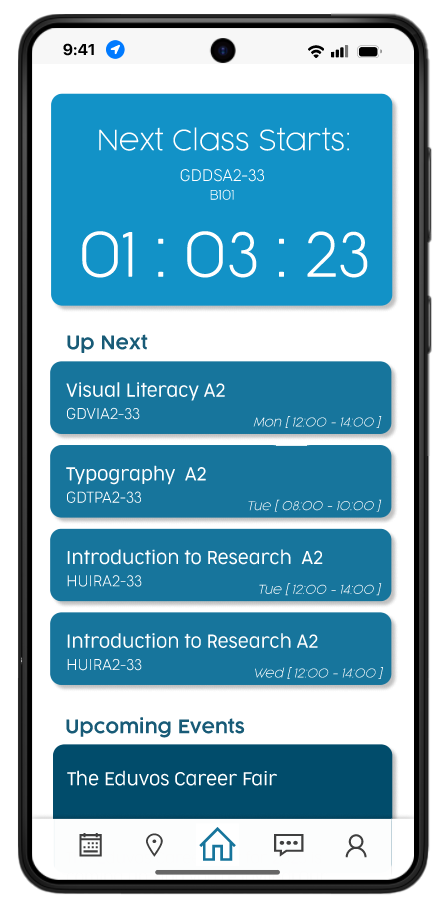 9:41
Next Class Starts:
GDDSA2-33
B101
01 : 03 : 23
Up Next
Visual Literacy A2
GDVIA2-33
Mon [ 12:00 - 14:00 ]
Typography A2
GDTPA2-33
Tue [ 08:00 - 10:00 ]
Introduction to Research A2
HUIRA2-33
Tue [ 12:00 - 14:00 ]
Introduction to Research A2
HUIRA2-33
Wed [ 12:00 - 14:00 ]
Upcoming Events
The Eduvos Career Fair